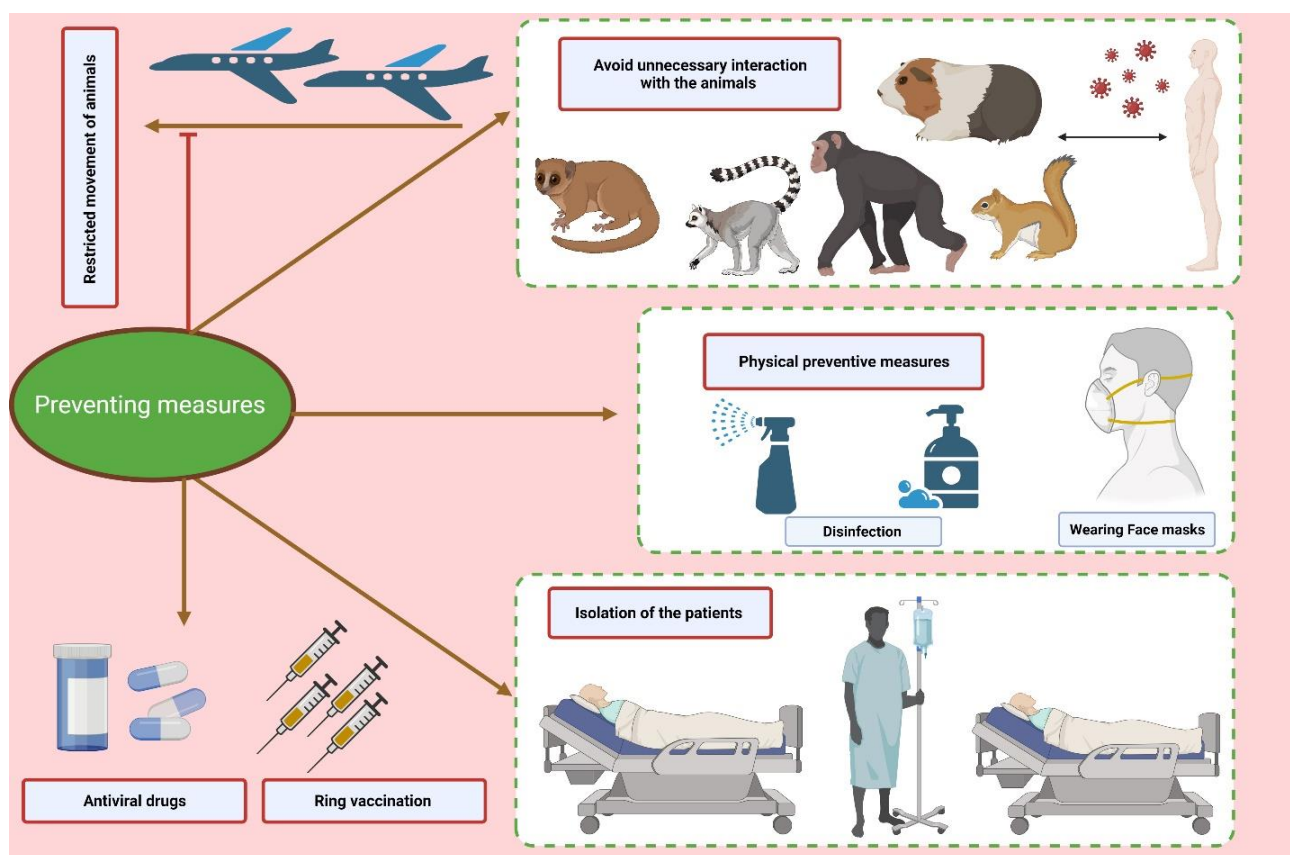 Restricted movement of animals
Avoid unnecessary interaction
with the animals
Preventing measures
Physical preventive measures
Disinfection
Wearing Face masks
Isolation of the patients
Antiviral drugs
Ring vaccination